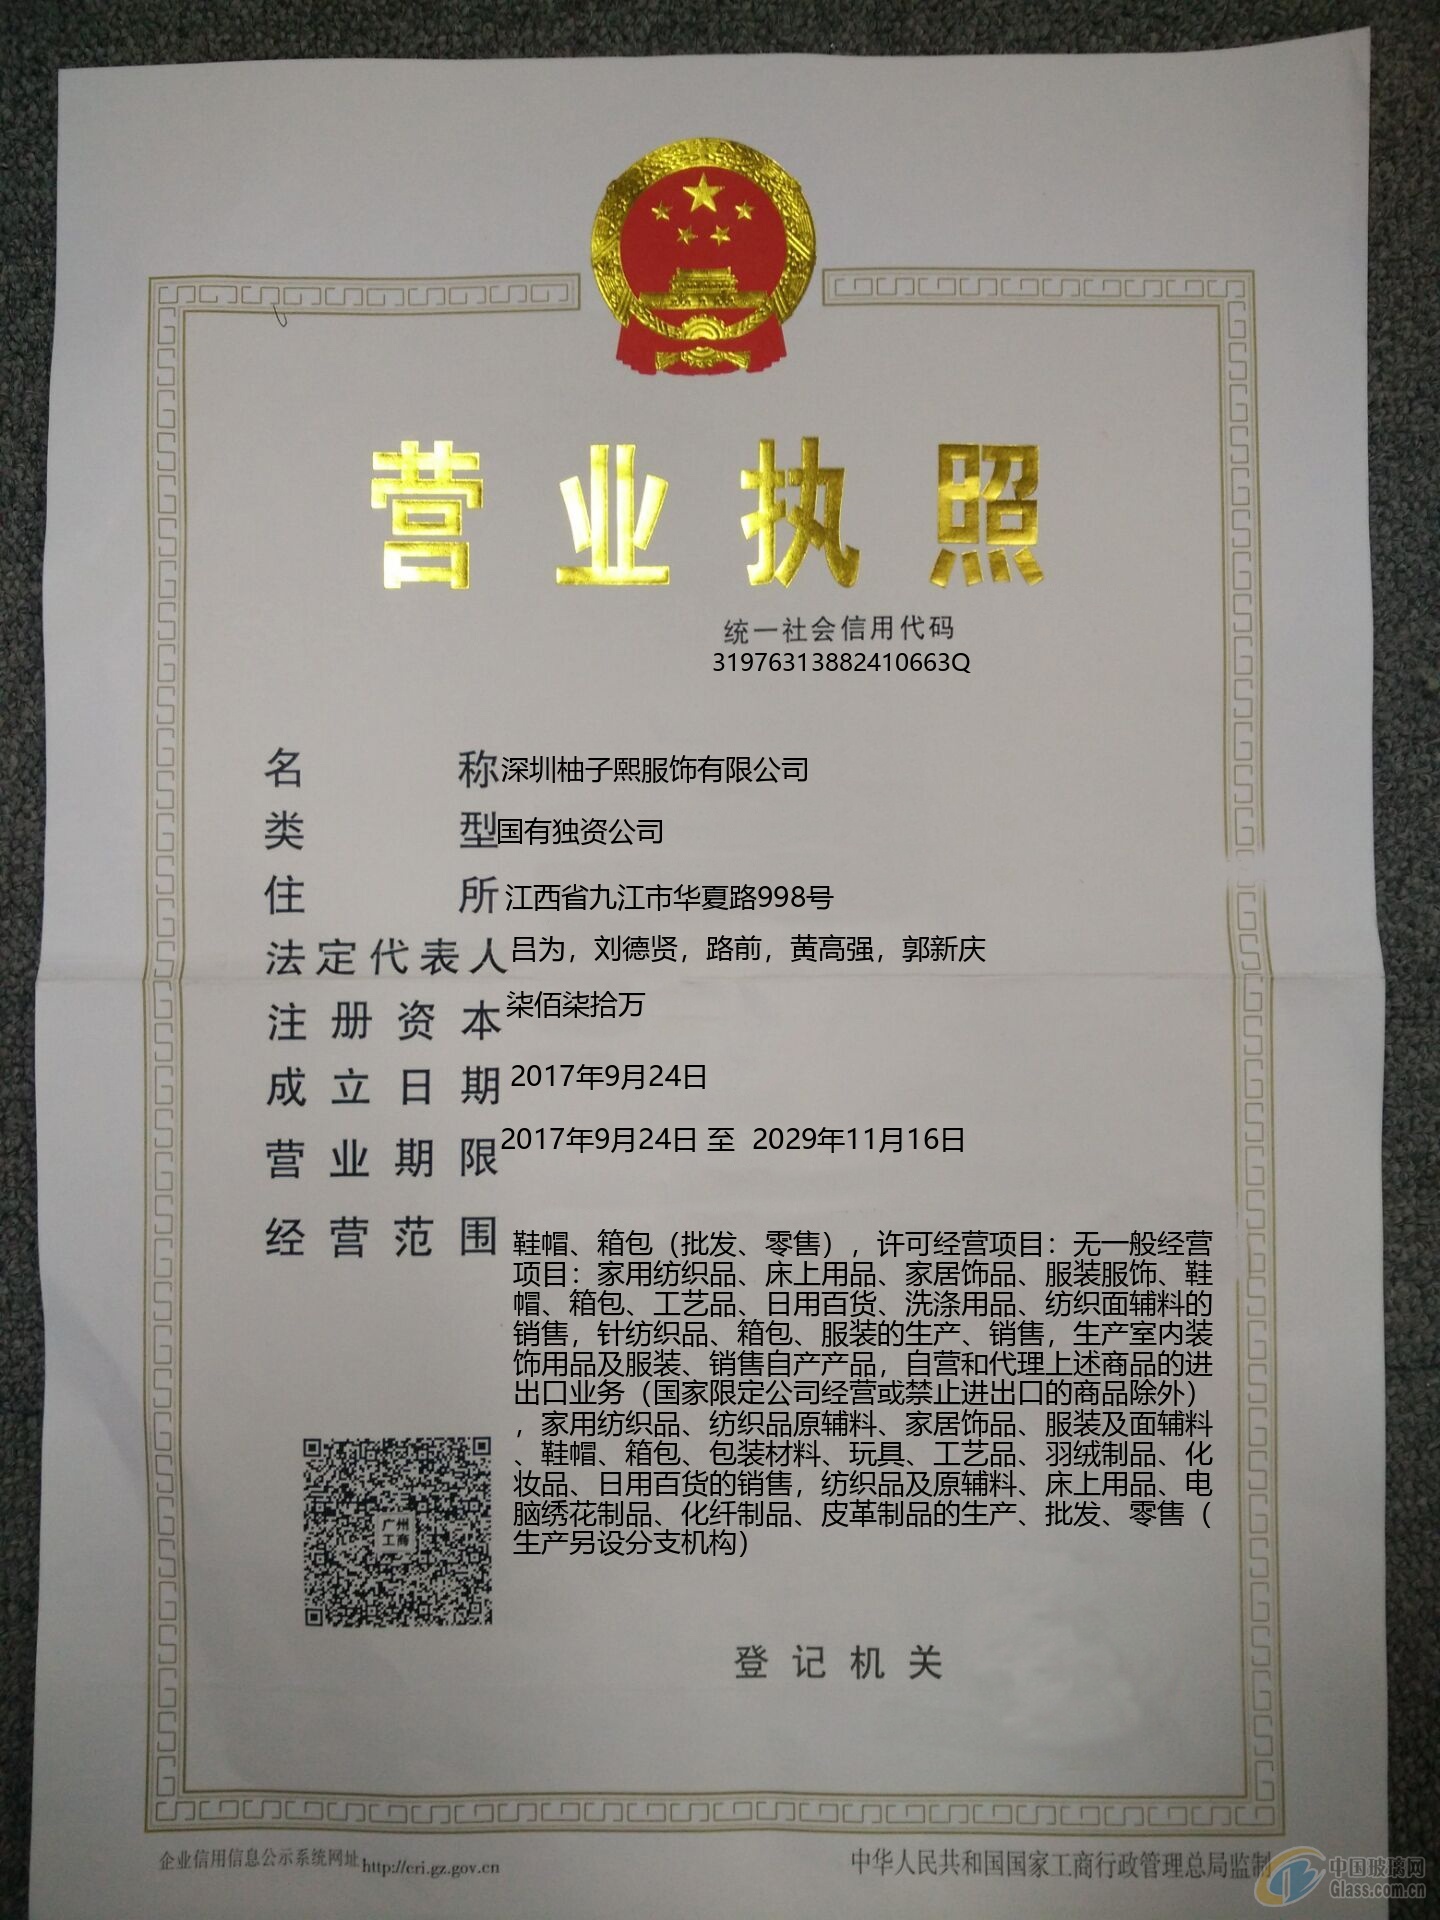 营业执照
统一社会信用代码
31976313882410663Q
名称 深圳柚子熙服饰有限公司
类型 国有独资公司
住所 江西省九江市华夏路998号
法定代表人 吕为，刘德贤，路前，黄高强，郭新庆
注册资本 柒佰柒拾万
成立日期 2017年9月24日
营业期限 2017年9月24日 至 2029年11月16日
经营范围 鞋帽、箱包（批发、零售），许可经营项目：无一般经营
项目：家用纺织品、床上用品、家居饰品、服装服饰、鞋
帽、箱包、工艺品、日用百货、洗涤用品、纺织面辅料的
销售，针纺织品、箱包、服装的生产、销售，生产室内装
饰用品及服装、销售自产产品，自营和代理上述商品的进
出口业务（国家限定公司经营或禁止进出口的商品除外）
，家用纺织品、纺织品原辅料、家居饰品、服装及面辅料
、鞋帽、箱包、包装材料、玩具、工艺品、羽绒制品、化
妆品、日用百货的销售，纺织品及原辅料、床上用品、电
脑绣花制品、化纤制品、皮革制品的生产、批发、零售（
生产另设分支机构）
广州
工商
登记机关
企业信用信息公示系统网址 http://cri.gz.gov.cn
中华人民共和国国家工商行政管理总局监制
中国玻璃网
Glass.com.cn